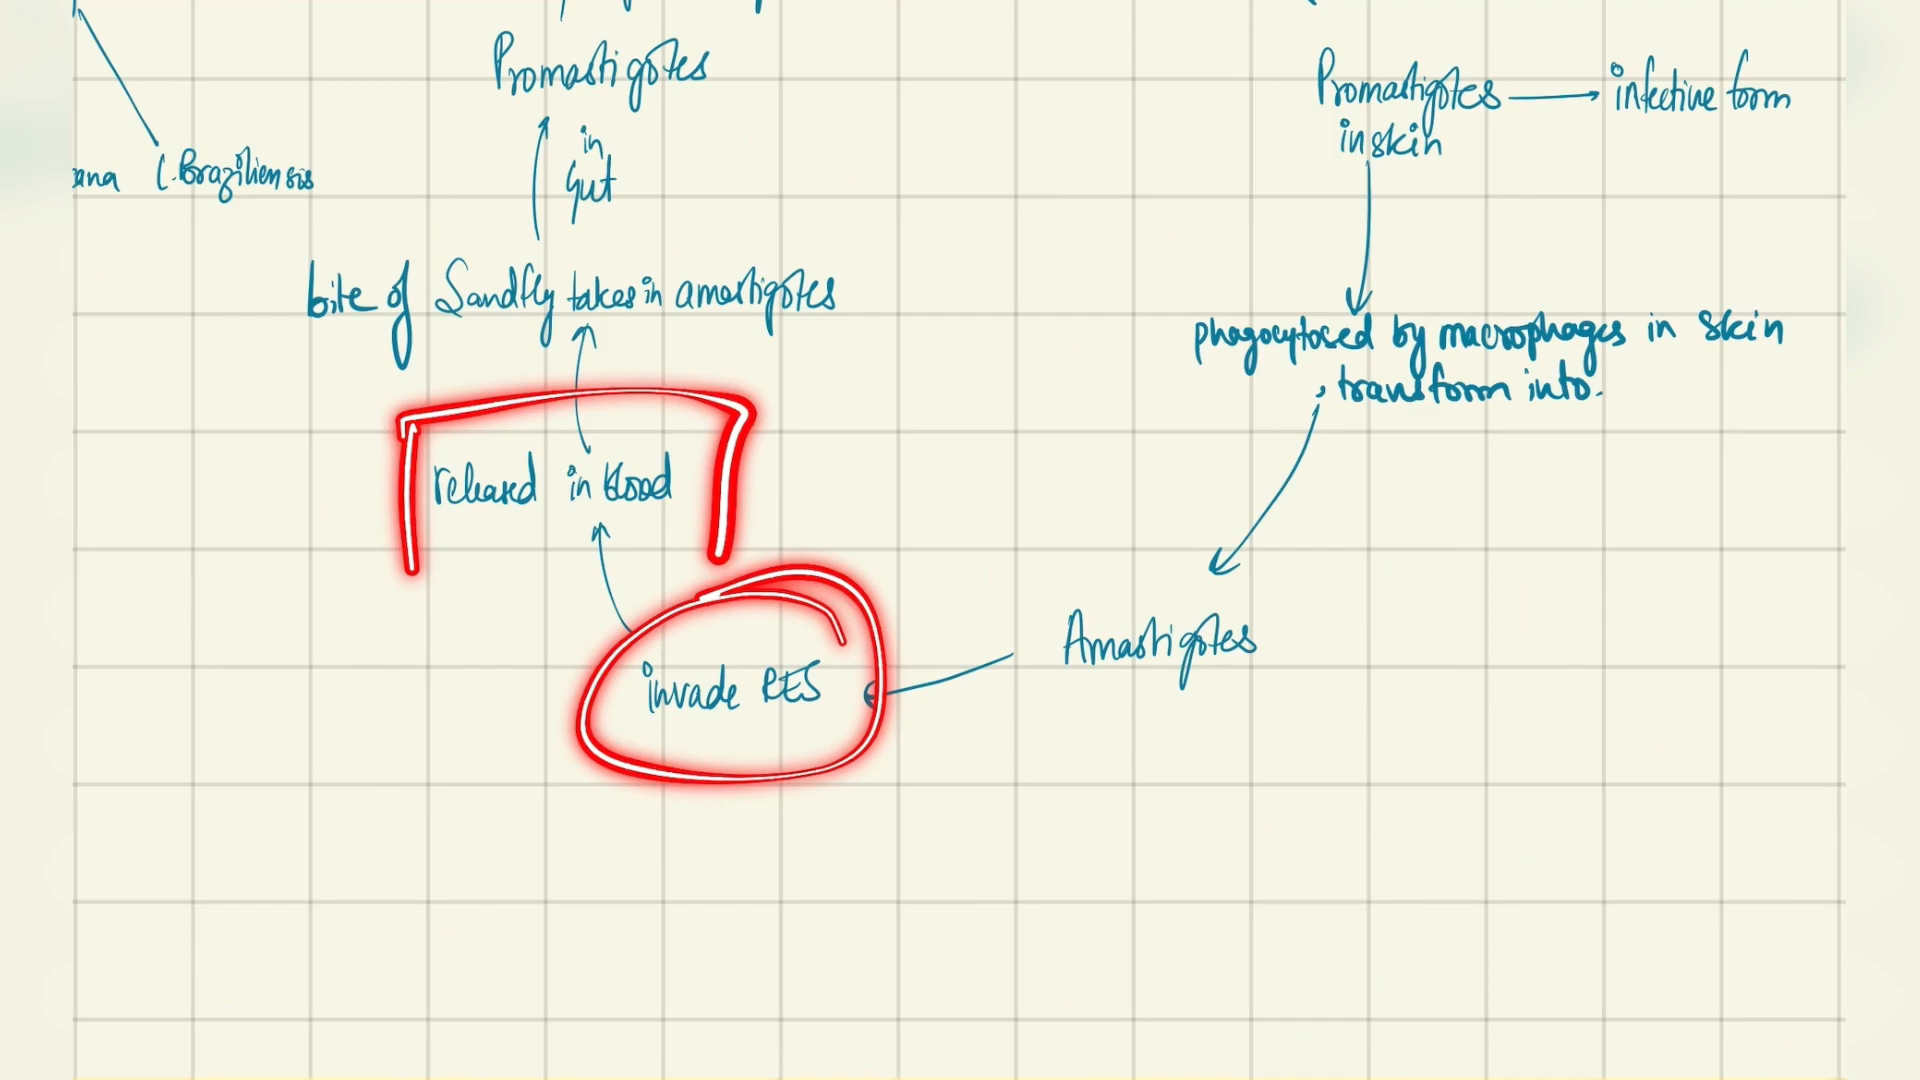 Promastigotes
in
Gut
ana L.Braziliensis
bite of Sandfly takes in amastigotes
released in blood
invade RES
Promastigotes → infective form
in skin
phagocytosed by macrophages in skin
, transform into.
Amastigotes